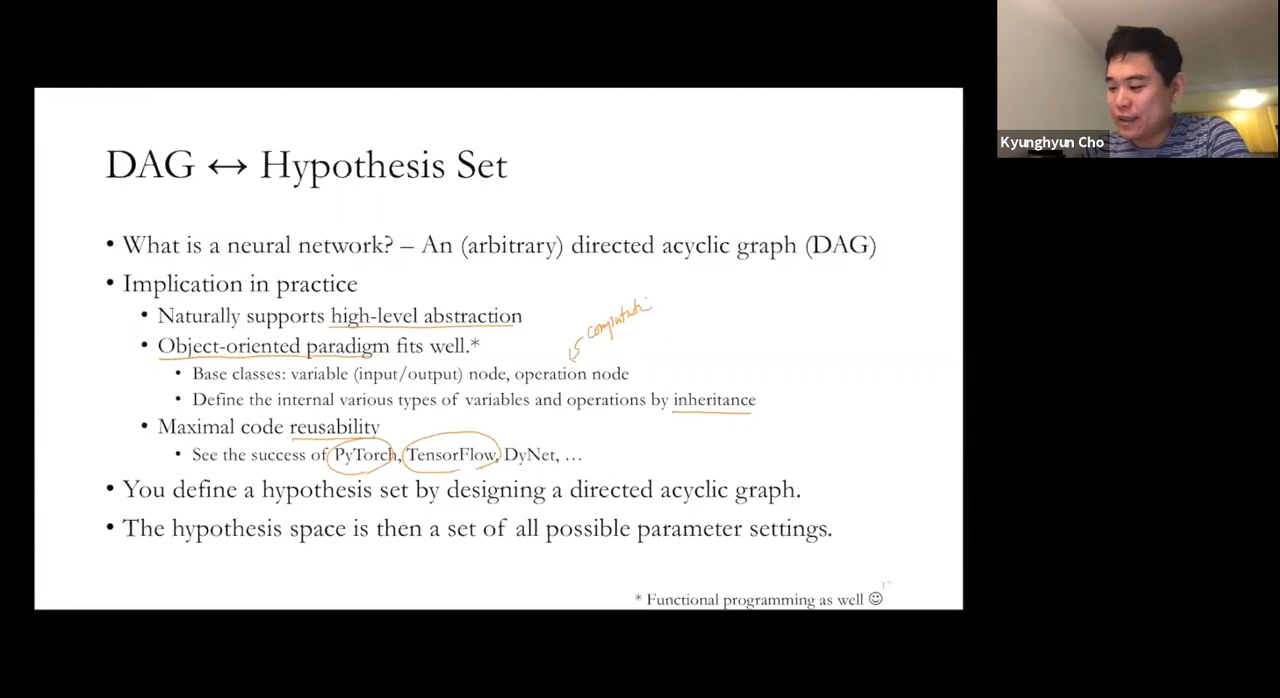 Kyunghyun Cho
DAG ↔ Hypothesis Set
• What is a neural network? – An (arbitrary) directed acyclic graph (DAG)
• Implication in practice
• Naturally supports high-level abstraction
computati
• Object-oriented paradigm fits well.*
• Base classes: variable (input/output) node, operation node
• Define the internal various types of variables and operations by inheritance
• Maximal code reusability
• See the success of PyTorch, TensorFlow, DyNet, …
• You define a hypothesis set by designing a directed acyclic graph.
• The hypothesis space is then a set of all possible parameter settings.
17
* Functional programming as well ☺